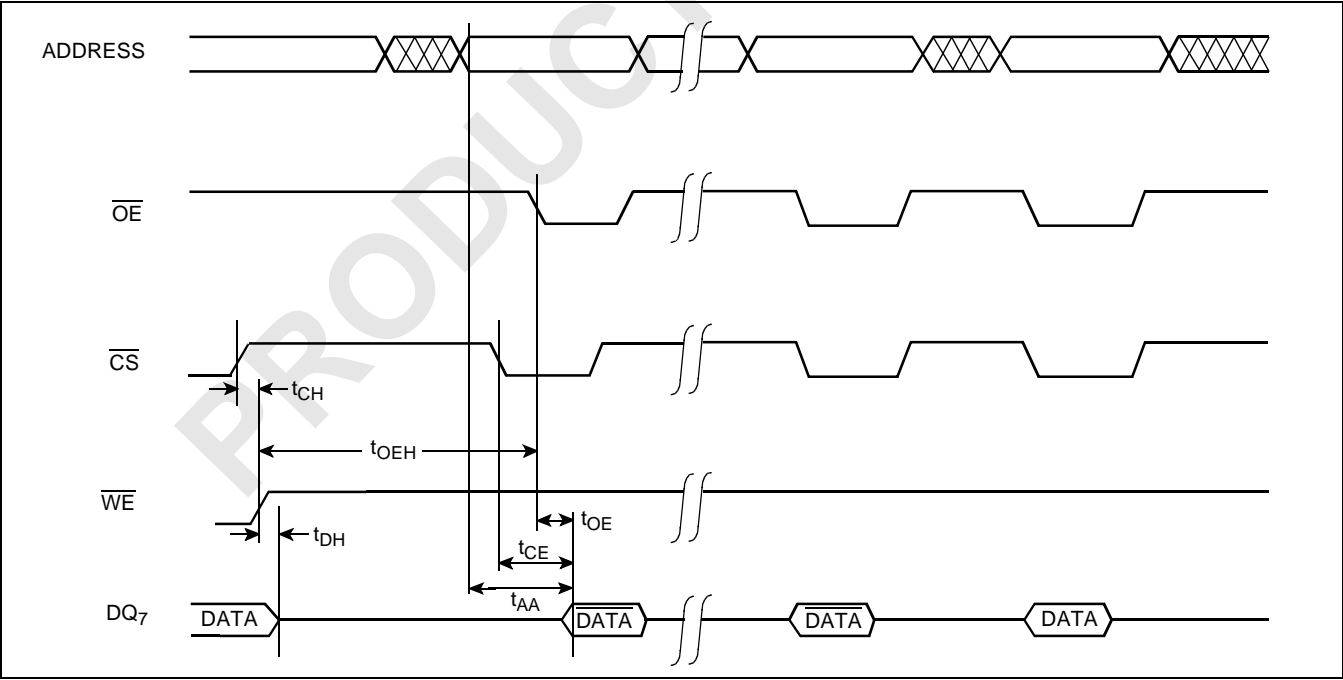 ADDRESS
OE
CS
tCH
tOEH
WE
tOE
tDH
tCE
tAA
DQ7
DATA
DATA
DATA
DATA
PRODUCT